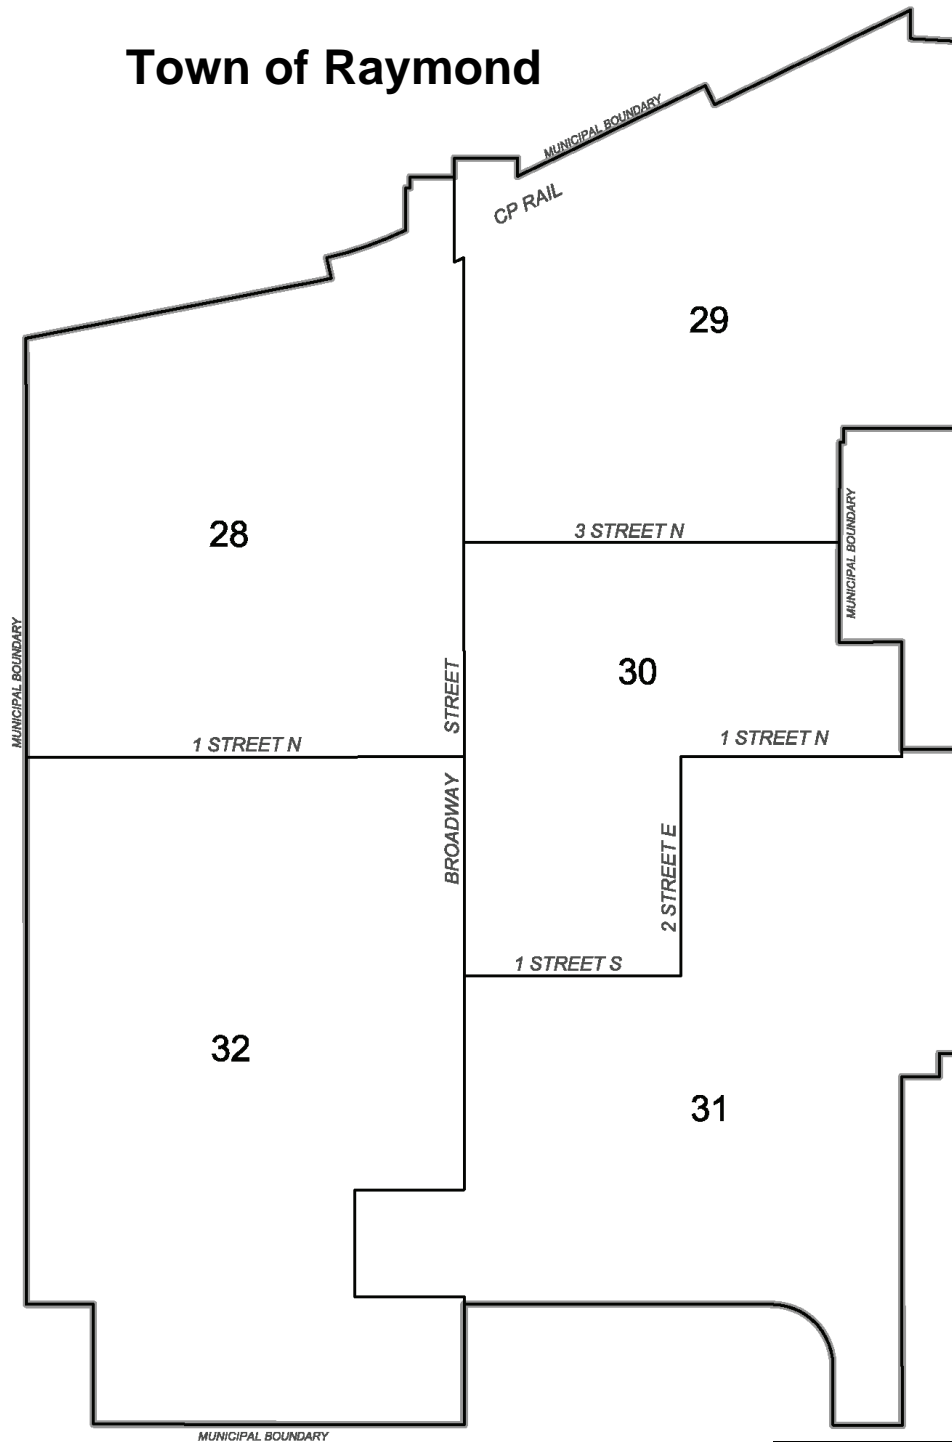 Town of Raymond
MUNICIPAL BOUNDARY
CP RAIL
29
28
3 STREET N
MUNICIPAL BOUNDARY
MUNICIPAL BOUNDARY
30
STREET
1 STREET N
1 STREET N
BROADWAY
2 STREET E
1 STREET S
32
31
MUNICIPAL BOUNDARY